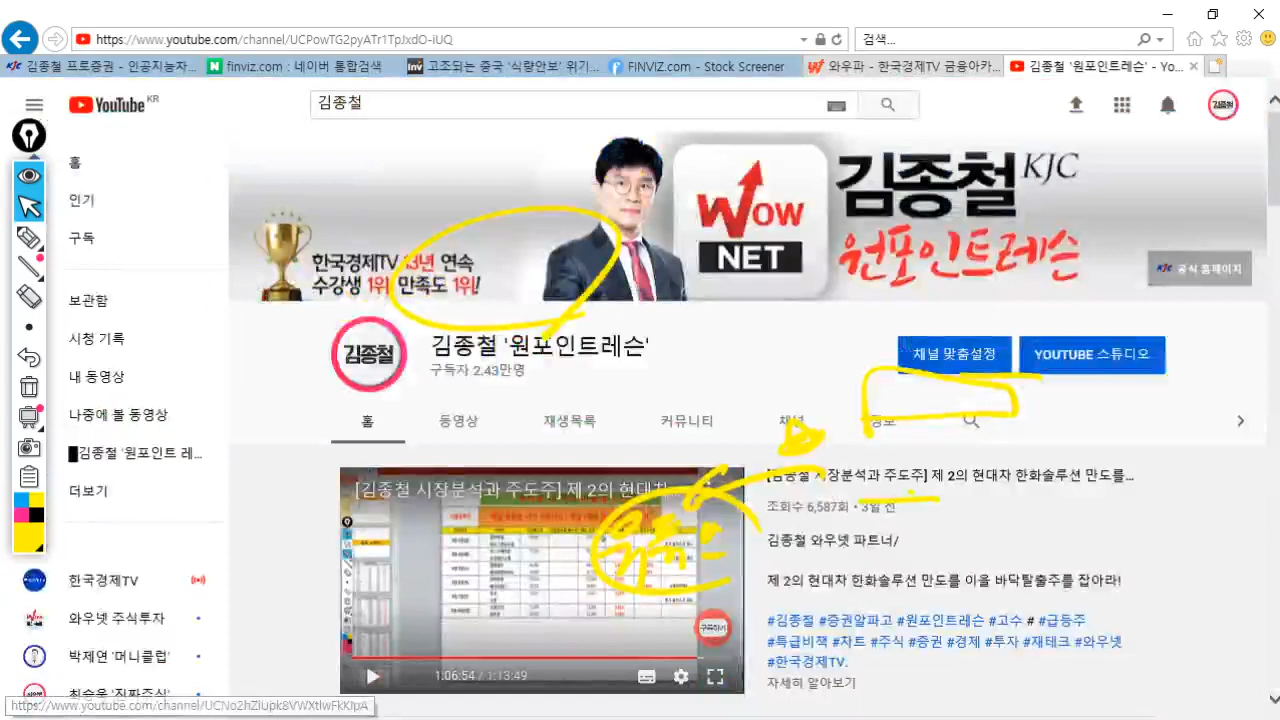 https://www.youtube.com/channel/UCPowTG2pyATr1TpJxdO-iUQ
검색...
KJC 김종철 프로증권 - 인공지능자...
finviz.com : 네이버 통합검색
고조되는 중국 '식량안보' 위기...
FINVIZ.com - Stock Screener
와우파 - 한국경제TV 금융아카...
김종철 '원포인트레슨' - Yo...
YouTube KR
김종철
홈
인기
구독
보관함
시청 기록
내 동영상
나중에 볼 동영상
김종철 '원포인트 레...
더보기
한국경제TV
와우넷 주식투자
박제연 '머니클럽'
최승욱 '진짜주식'
한국경제TV 13년 연속
수강생 1위 만족도 1위!
WOW
NET
김종철 KJC
원포인트레슨
KJC 공식 홈페이지
김종철
김종철 '원포인트레슨'
구독자 2.43만명
채널 맞춤설정
YOUTUBE 스튜디오
홈
동영상
재생목록
커뮤니티
채널
정보
[김종철 시장분석과 주도주] 제 2의 현대차
구독하기
1:06:54 / 1:13:49
[김종철 시장분석과 주도주] 제 2의 현대차 한화솔루션 만도를...
조회수 6,587회 • 3일 전
김종철 와우넷 파트너/
제 2의 현대차 한화솔루션 만도를 이을 바닥탈출주를 잡아라!
#김종철 #증권알파고 #원포인트레슨 #고수 # #급등주
#특급비책 #차트 #주식 #증권 #경제 #투자 #재테크 #와우넷
#한국경제TV.
자세히 알아보기
https://www.youtube.com/channel/UCNo2hZIUpk8VWXtlwFkKIpA